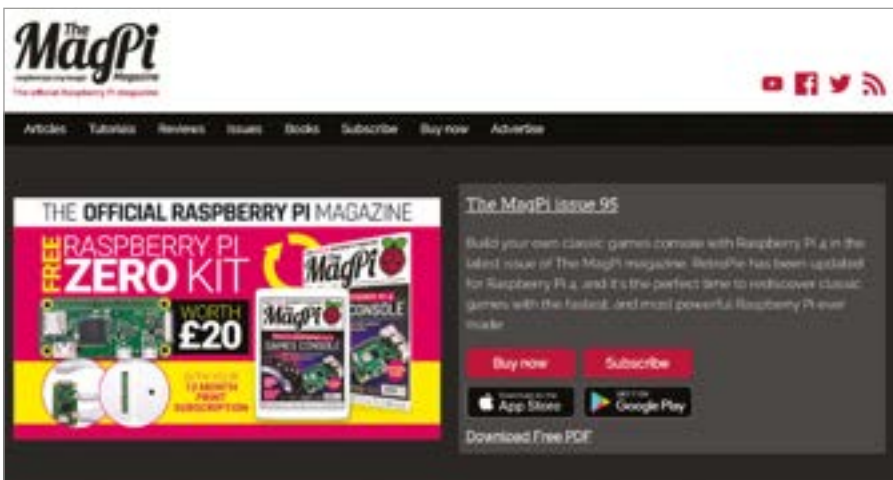 The
MagPi
Magazine
The official Raspberry Pi magazine
Articles Tutorials Reviews Issues Books Subscribe Buy now Advertise
THE OFFICIAL RASPBERRY PI MAGAZINE
FREE
RASPBERRY PI
ZERO KIT
WORTH
£20
12 MONTH
PRINT
SUBSCRIPTION
MagPi
CONSOLE
MagPi
GAMES CONSOLE
The MagPi issue 95
Build your own classic games console with Raspberry Pi 4 in the
latest issue of The MagPi magazine. RetroPie has been updated
for Raspberry Pi 4, and it's the perfect time to rediscover classic
games with the fastest, and most powerful Raspberry Pi ever
made.
Buy now Subscribe
App Store
Google Play
Download Free PDF